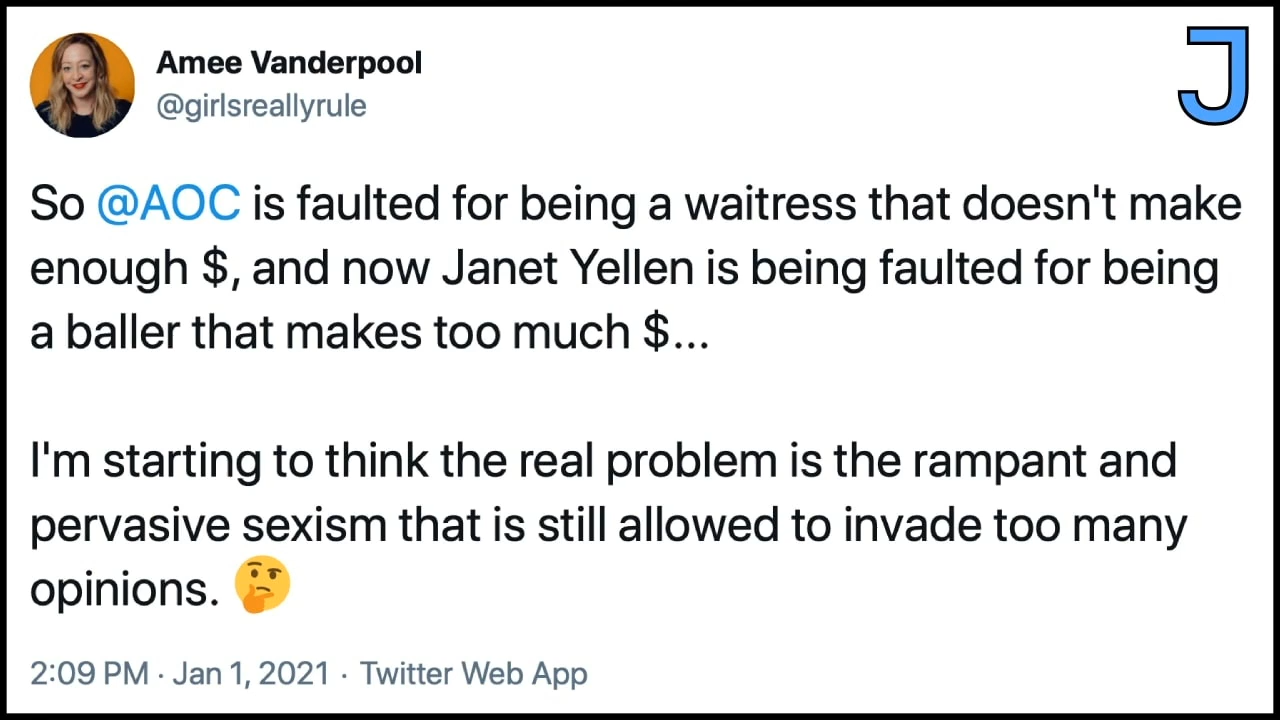 Amee Vanderpool
J
@girlsreallyrule
So @AOC is faulted for being a waitress that doesn't make
enough $, and now Janet Yellen is being faulted for being
a baller that makes too much $...
I'm starting to think the real problem is the rampant and
pervasive sexism that is still allowed to invade too many
opinions. 🤔
2:09 PM · Jan 1, 2021 · Twitter Web App